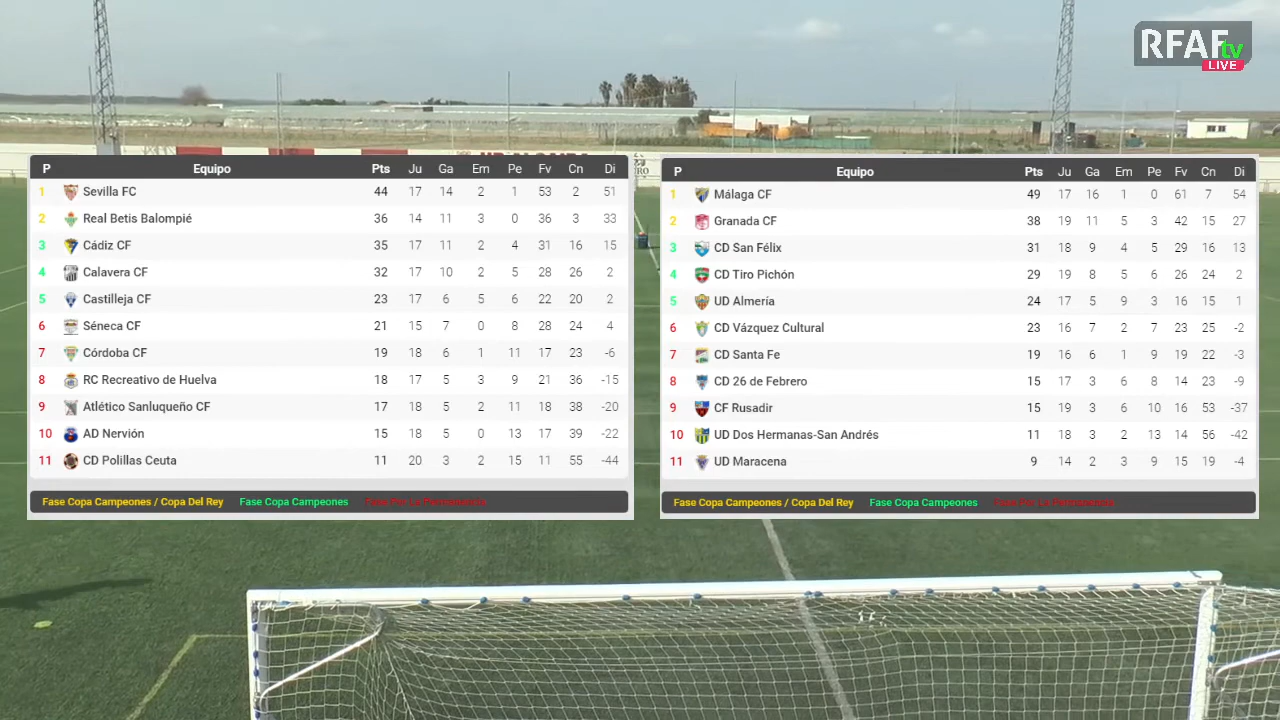 RFAF tv
LIVE
P Equipo Pts Ju Ga Em Pe Fv Cn Di
1 Sevilla FC 44 17 14 2 1 53 2 51
2 Real Betis Balompié 36 14 11 3 0 36 3 33
3 Cádiz CF 35 17 11 2 4 31 16 15
4 Calavera CF 32 17 10 2 5 28 26 2
5 Castilleja CF 23 17 6 5 6 22 20 2
6 Séneca CF 21 15 7 0 8 28 24 4
7 Córdoba CF 19 18 6 1 11 17 23 -6
8 RC Recreativo de Huelva 18 17 5 3 9 21 36 -15
9 Atlético Sanluqueño CF 17 18 5 2 11 18 38 -20
10 AD Nervión 15 18 5 0 13 17 39 -22
11 CD Polillas Ceuta 11 20 3 2 15 11 55 -44
Fase Copa Campeones / Copa Del Rey Fase Copa Campeones Fase Por La Permanencia
P Equipo Pts Ju Ga Em Pe Fv Cn Di
1 Málaga CF 49 17 16 1 0 61 7 54
2 Granada CF 38 19 11 5 3 42 15 27
3 CD San Félix 31 18 9 4 5 29 16 13
4 CD Tiro Pichón 29 19 8 5 6 26 24 2
5 UD Almería 24 17 5 9 3 16 15 1
6 CD Vázquez Cultural 23 16 7 2 7 23 25 -2
7 CD Santa Fe 19 16 6 1 9 19 22 -3
8 CD 26 de Febrero 15 17 3 6 8 14 23 -9
9 CF Rusadir 15 19 3 6 10 16 53 -37
10 UD Dos Hermanas-San Andrés 11 18 3 2 13 14 56 -42
11 UD Maracena 9 14 2 3 9 15 19 -4
Fase Copa Campeones / Copa Del Rey Fase Copa Campeones Fase Por La Permanencia